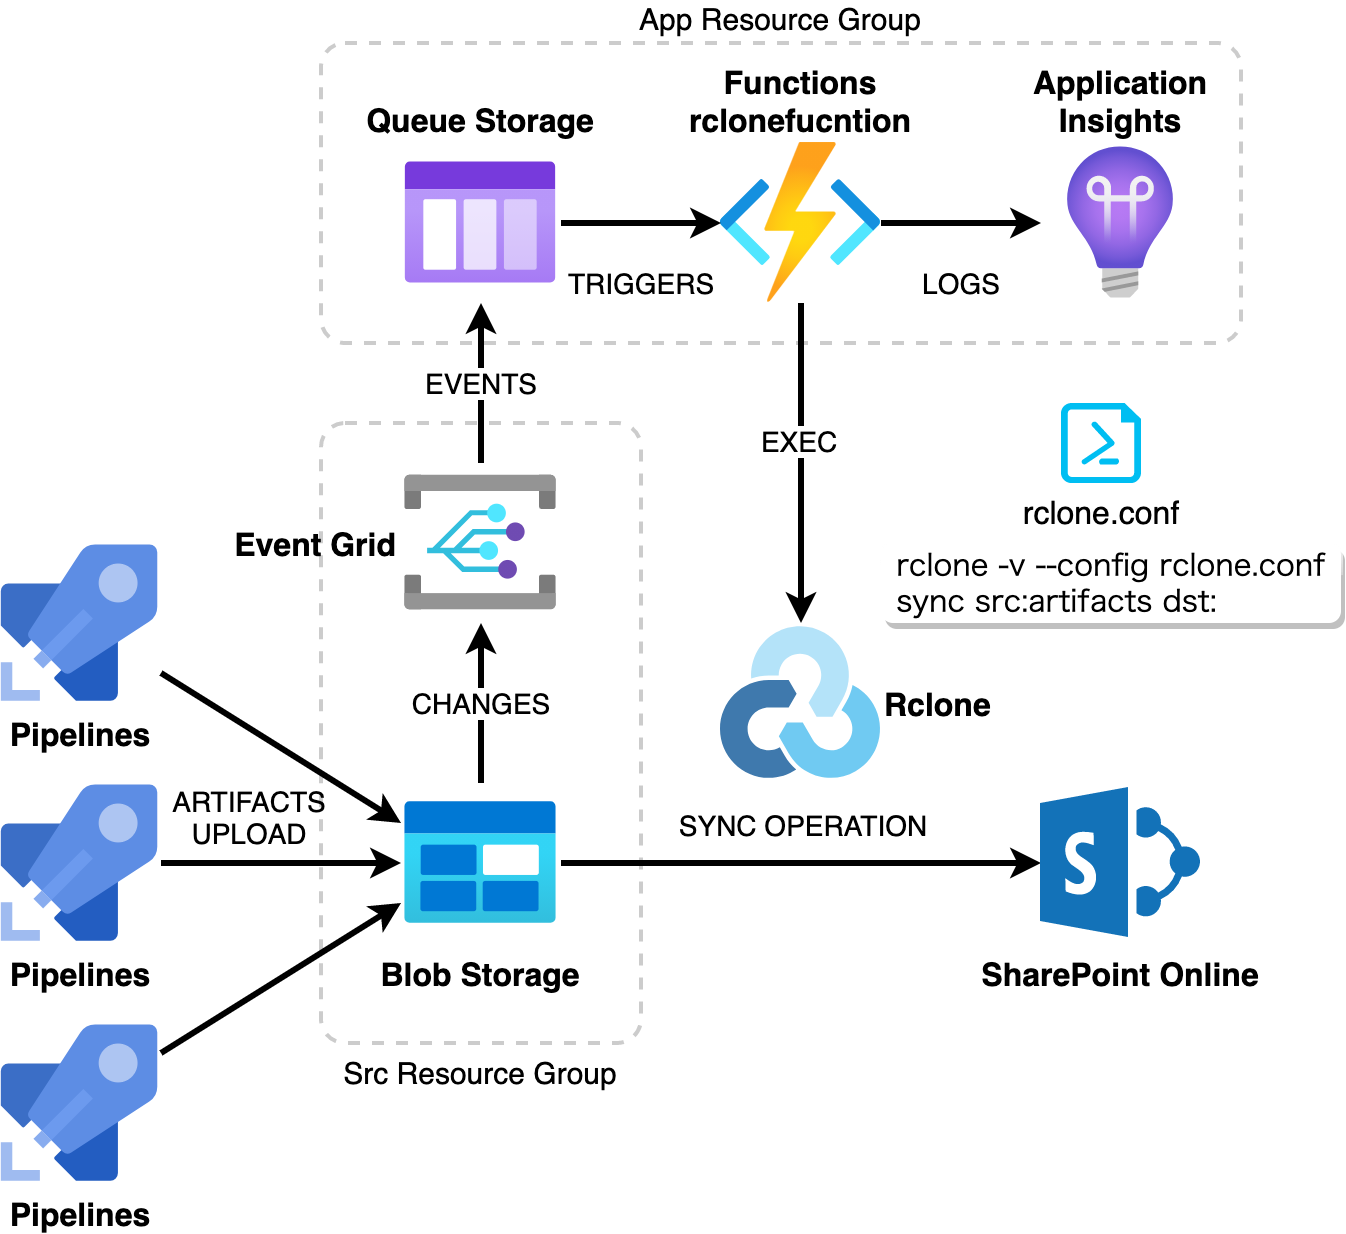 App Resource Group
Queue Storage
Functions
rclonefucntion
Application
Insights
TRIGGERS
LOGS
EVENTS
EXEC
rclone.conf
Event Grid
rclone -v --config rclone.conf
sync src:artifacts dst:
CHANGES
Rclone
Pipelines
ARTIFACTS
UPLOAD
SYNC OPERATION
Pipelines
Blob Storage
SharePoint Online
Src Resource Group
Pipelines